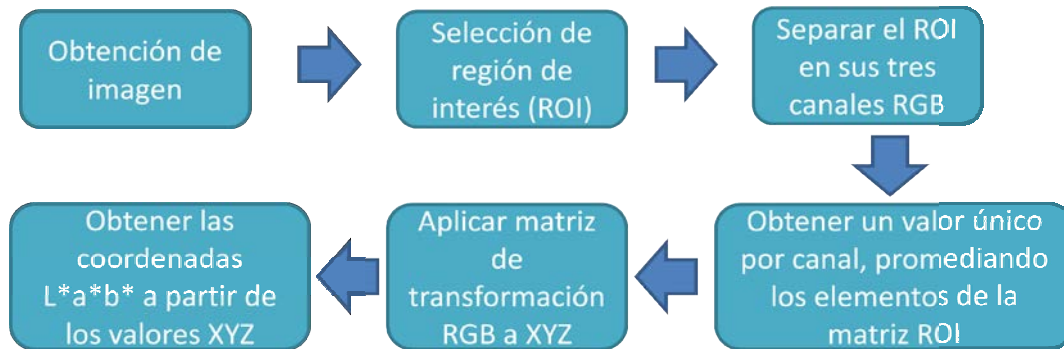 Obtención de
imagen
Selección de
región de
interés (ROI)
Separar el ROI
en sus tres
canales RGB
Obtener un valor único
por canal, promediando
los elementos de la
matriz ROI
Aplicar matriz
de
transformación
RGB a XYZ
Obtener las
coordenadas
L*a*b* a partir de
los valores XYZ